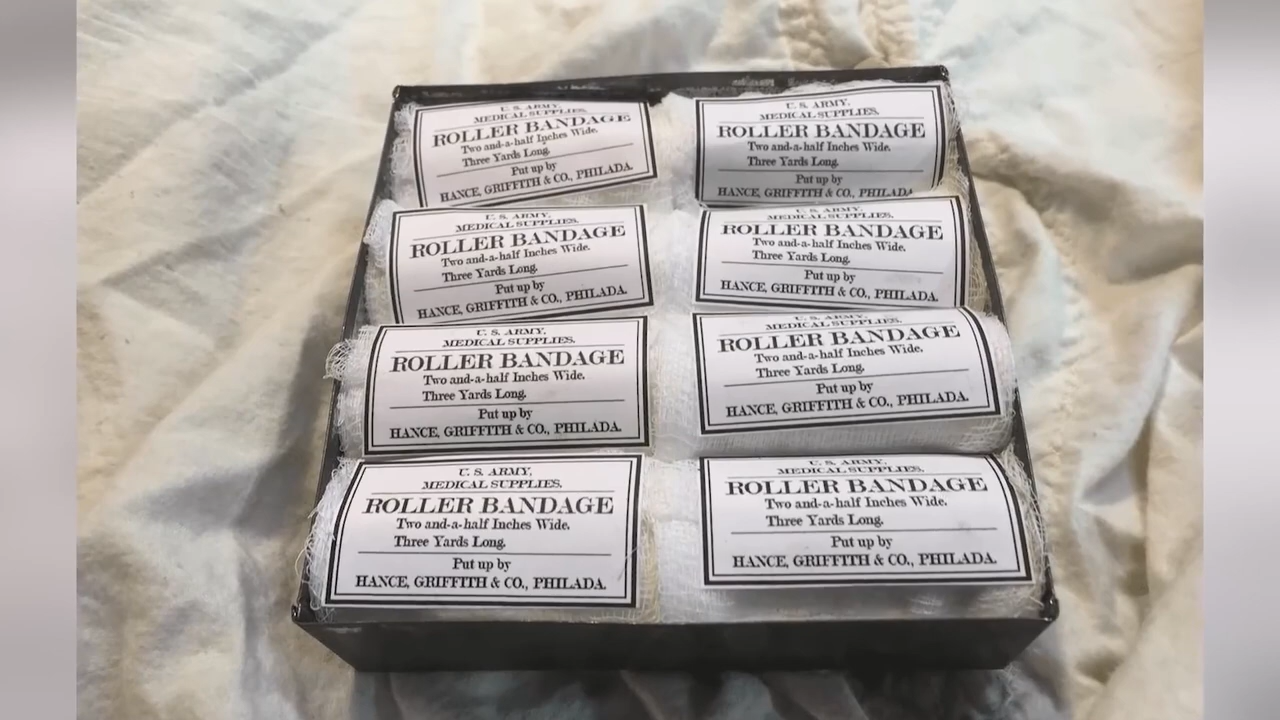 U. S. ARMY,
MEDICAL SUPPLIES.
ROLLER BANDAGE
Two and-a-half Inches Wide.
Three Yards Long.
Put up by
HANCE, GRIFFITH & CO., PHILADA.
U. S. ARMY,
MEDICAL SUPPLIES.
ROLLER BANDAGE
Two and-a-half Inches Wide.
Three Yards Long.
Put up by
HANCE, GRIFFITH & CO., PHILADA
U. S. ARMY,
MEDICAL SUPPLIES.
ROLLER BANDAGE
Two and-a-half Inches Wide.
Three Yards Long.
Put up by
HANCE, GRIFFITH & CO., PHILADA.
U. S. ARMY,
MEDICAL SUPPLIES.
ROLLER BANDAGE
Two and-a-half Inches Wide.
Three Yards Long.
Put up by
HANCE, GRIFFITH & CO., PHILADA.
U. S. ARMY,
MEDICAL SUPPLIES.
ROLLER BANDAGE
Two and-a-half Inches Wide.
Three Yards Long.
Put up by
HANCE, GRIFFITH & CO., PHILADA.
U. S. ARMY,
MEDICAL SUPPLIES.
ROLLER BANDAGE
Two and-a-half Inches Wide.
Three Yards Long.
Put up by
HANCE, GRIFFITH & CO., PHILADA.
U. S. ARMY,
MEDICAL SUPPLIES.
ROLLER BANDAGE
Two and-a-half Inches Wide.
Three Yards Long.
Put up by
HANCE, GRIFFITH & CO., PHILADA.
U. S. ARMY,
MEDICAL SUPPLIES.
ROLLER BANDAGE
Two and-a-half Inches Wide.
Three Yards Long.
Put up by
HANCE, GRIFFITH & CO., PHILADA.